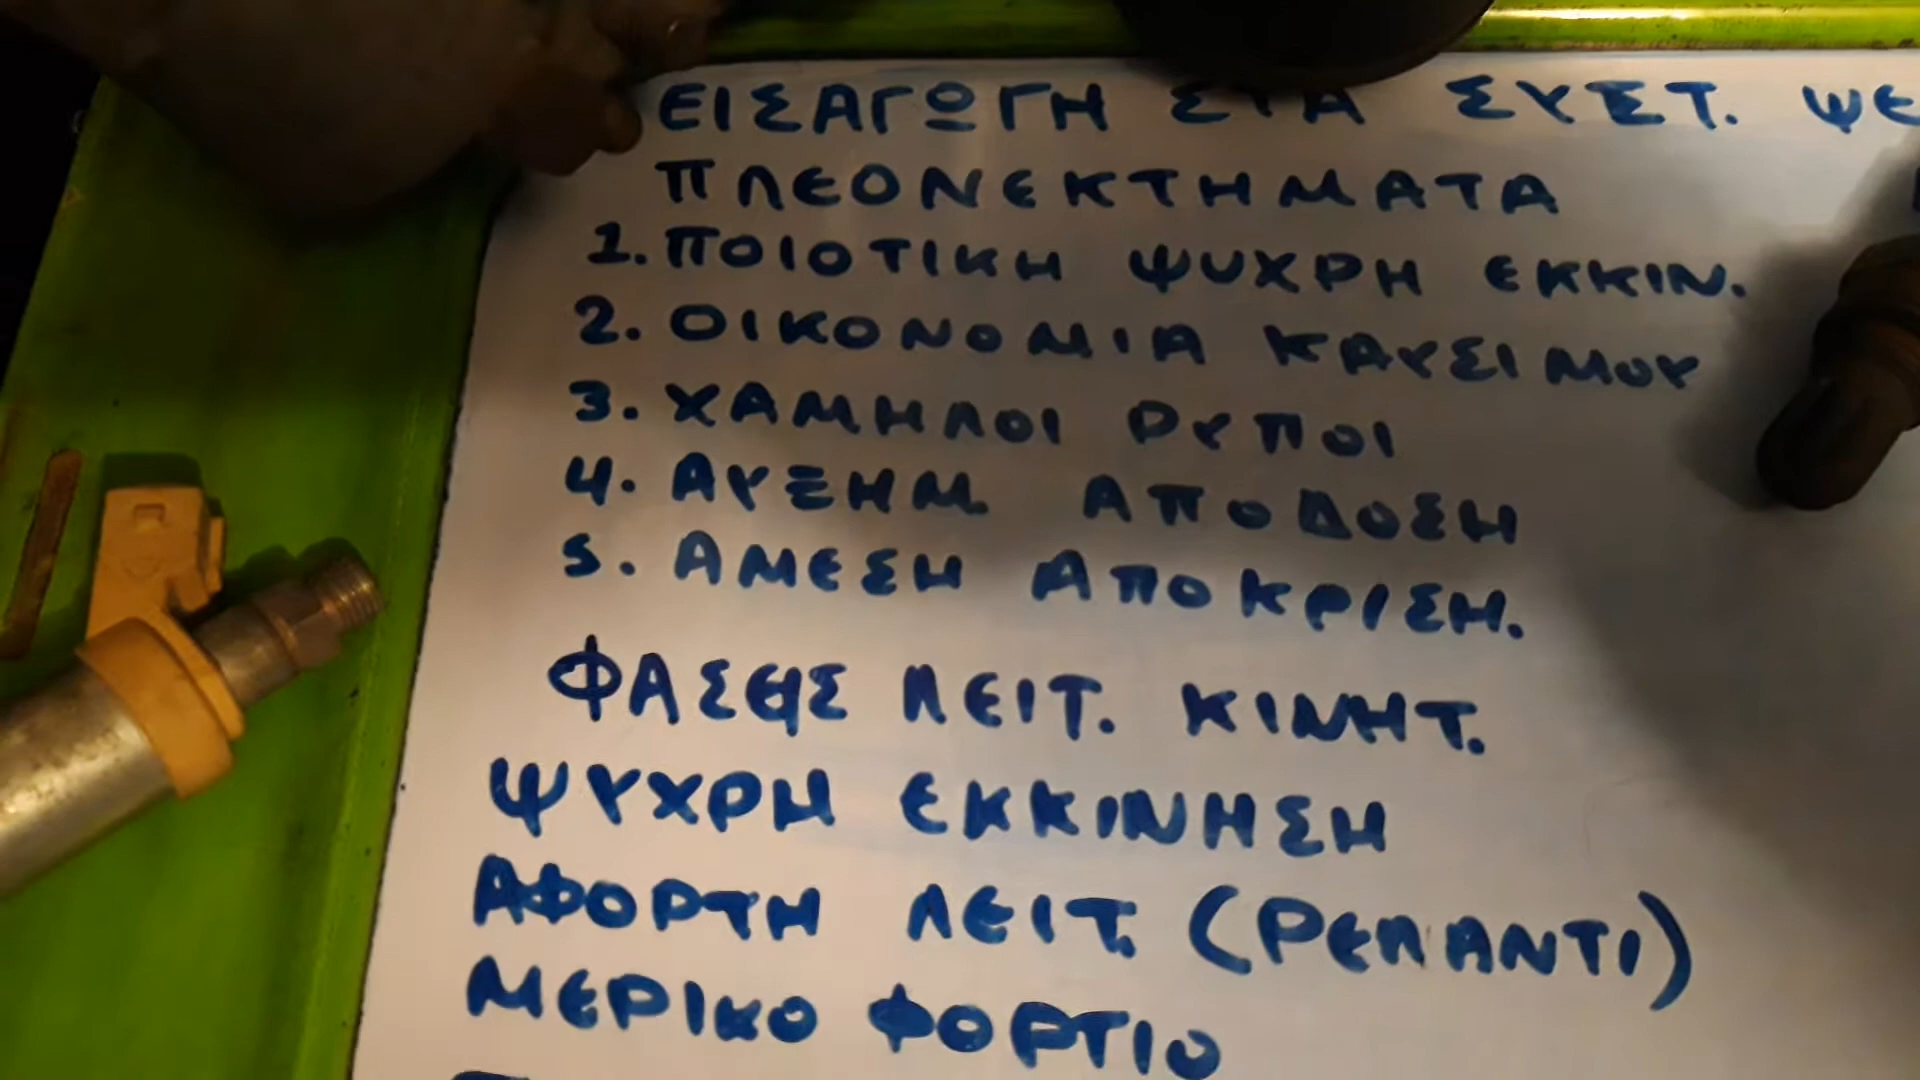 ΕΙΣΑΓΩΓΗ ΣΤΑ ΣΥΣΤ. ΨΕ
ΠΛΕΟΝΕΚΤΗΜΑΤΑ
1. ΠΟΙΟΤΙΚΗ ΨΥΧΡΗ ΕΚΚΙΝ.
2. ΟΙΚΟΝΟΜΙΑ ΚΑΥΣΙΜΟΥ
3. ΧΑΜΗΛΟΙ ΡΥΠΟΙ
4. ΑΥΞΗΜ. ΑΠΟΔΟΣΗ
5. ΑΜΕΣΗ ΑΠΟΚΡΙΣΗ.
ΦΑΣΕΙΣ ΛΕΙΤ. ΚΙΝΗΤ.
ΨΥΧΡΗ ΕΚΚΙΝΗΣΗ
ΑΦΟΡΤΗ ΛΕΙΤ. (ΡΕΛΑΝΤΙ)
ΜΕΡΙΚΟ ΦΟΡΤΙΟ